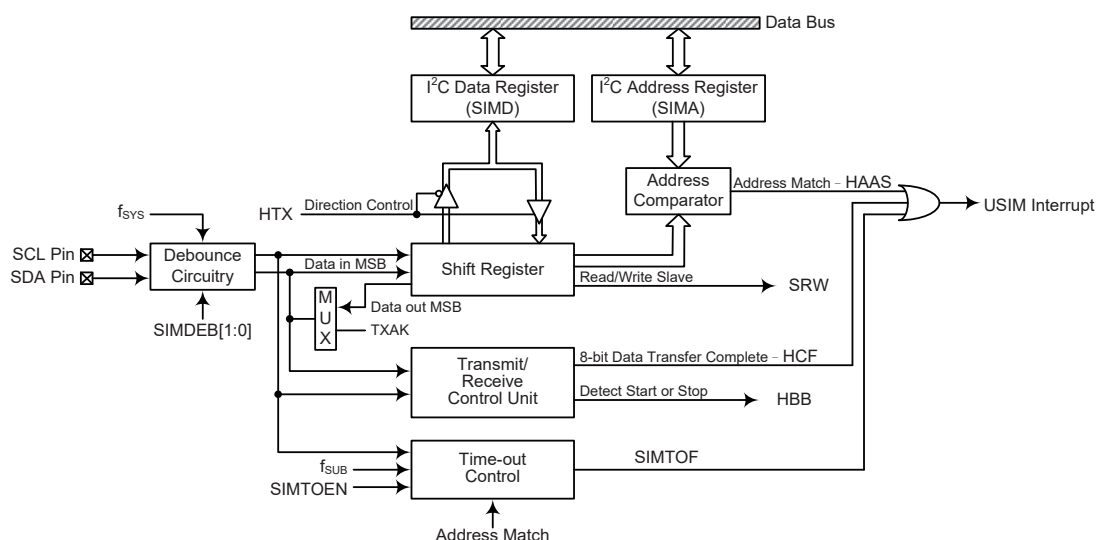 Data Bus
I²C Data Register
(SIMD)
I²C Address Register
(SIMA)
Address
Comparator
Address Match - HAAS
USIM Interrupt
HTX
Direction Control
fSYS
SCL Pin
SDA Pin
Debounce
Circuitry
SIMDEB[1:0]
Data in MSB
Shift Register
Read/Write Slave
SRW
M
U
X
Data out MSB
TXAK
Transmit/
Receive
Control Unit
8-bit Data Transfer Complete - HCF
Detect Start or Stop
HBB
Time-out
Control
SIMTOF
fSUB
SIMTOEN
Address Match